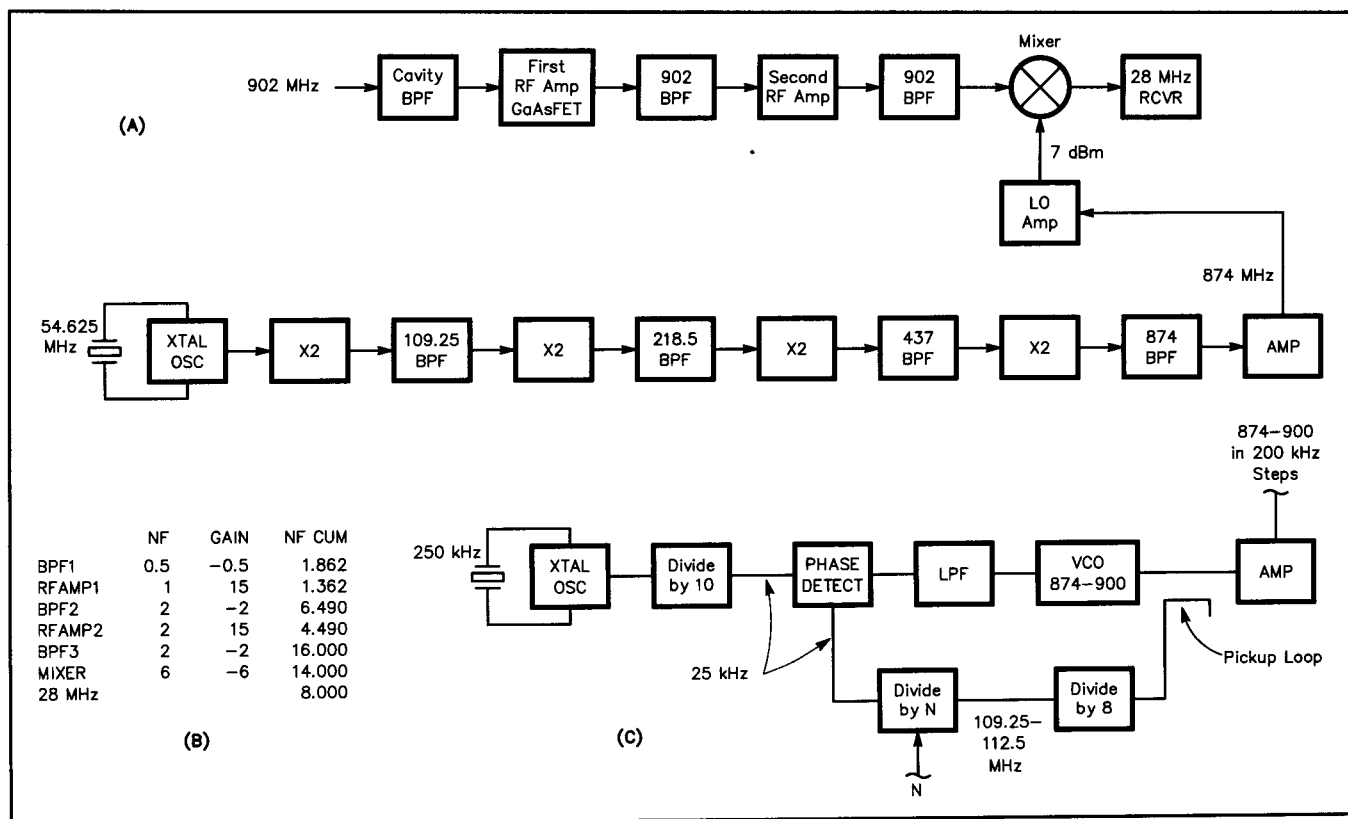 902 MHz
Cavity
BPF
First
RF Amp
GaAsFET
902
BPF
Second
RF Amp
902
BPF
Mixer
28 MHz
RCVR
(A)
7 dBm
LO
Amp
874 MHz
54.625
MHz
XTAL
OSC
X2
109.25
BPF
X2
218.5
BPF
X2
437
BPF
X2
874
BPF
AMP
NF GAIN NF CUM
BPF1 0.5 -0.5 1.862
RFAMP1 1 15 1.362
BPF2 2 -2 6.490
RFAMP2 2 15 4.490
BPF3 2 -2 16.000
MIXER 6 -6 14.000
28 MHz 8.000
(B)
874-900
in 200 kHz
Steps
250 kHz
XTAL
OSC
Divide
by 10
PHASE
DETECT
LPF
VCO
874-900
AMP
25 kHz
Pickup Loop
Divide
by N
Divide
by 8
109.25-
112.5
MHz
N
(C)